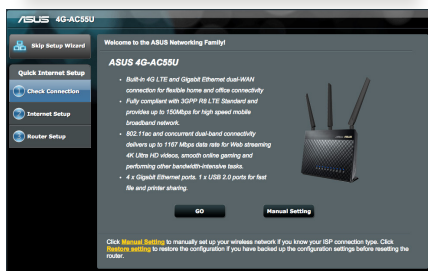 ASUS 4G-AC55U
Skip Setup Wizard
Quick Internet Setup
Check Connection
Internet Setup
Router Setup
Welcome to the ASUS Networking Family!
ASUS 4G-AC55U
• Built-in 4G LTE and Gigabit Ethernet dual-WAN
connection for flexible home and office connectivity
• Fully compliant with 3GPP R8 LTE Standard and
provides up to 150Mbps for high speed mobile
broadband network.
• 802.11ac and concurrent dual-band connectivity
delivers up to 1167 Mbps data rate for Web streaming
4K Ultra HD videos, smooth online gaming and
performing other bandwidth-intensive tasks.
• 4 x Gigabit Ethernet ports. 1 x USB 2.0 ports for fast
file and printer sharing.
GO
Manual Setting
Click Manual Setting to manually set up your wireless network if you know your ISP connection type. Click
Restore setting to restore the configuration if you have backed up the configuration settings before resetting the
router.